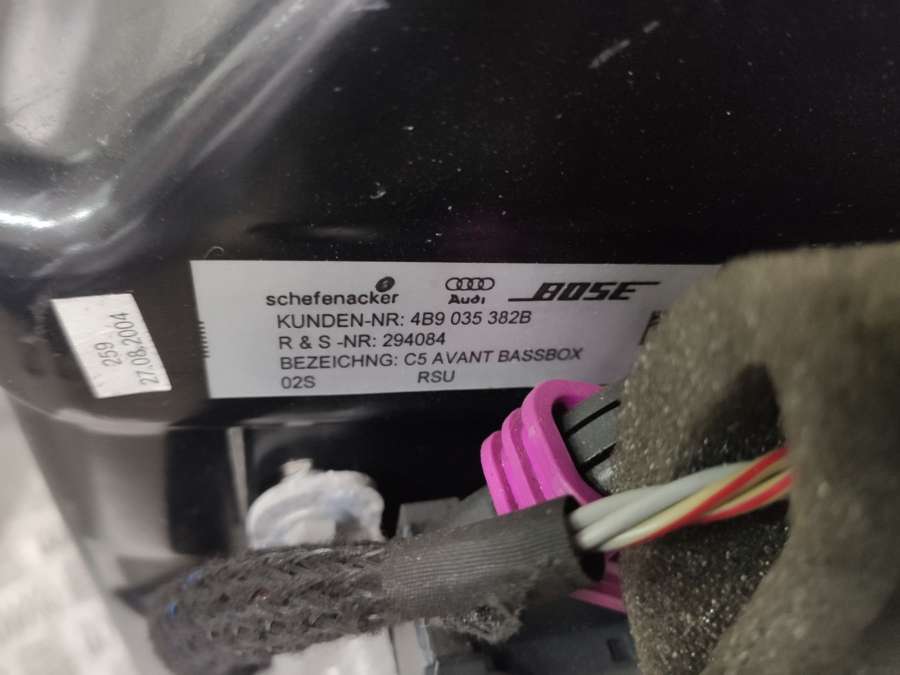 schefenacker Audi BOSE
KUNDEN-NR: 4B9 035 382B
R & S -NR: 294084
BEZEICHNG: C5 AVANT BASSBOX
02S RSU
259
27.08.2004